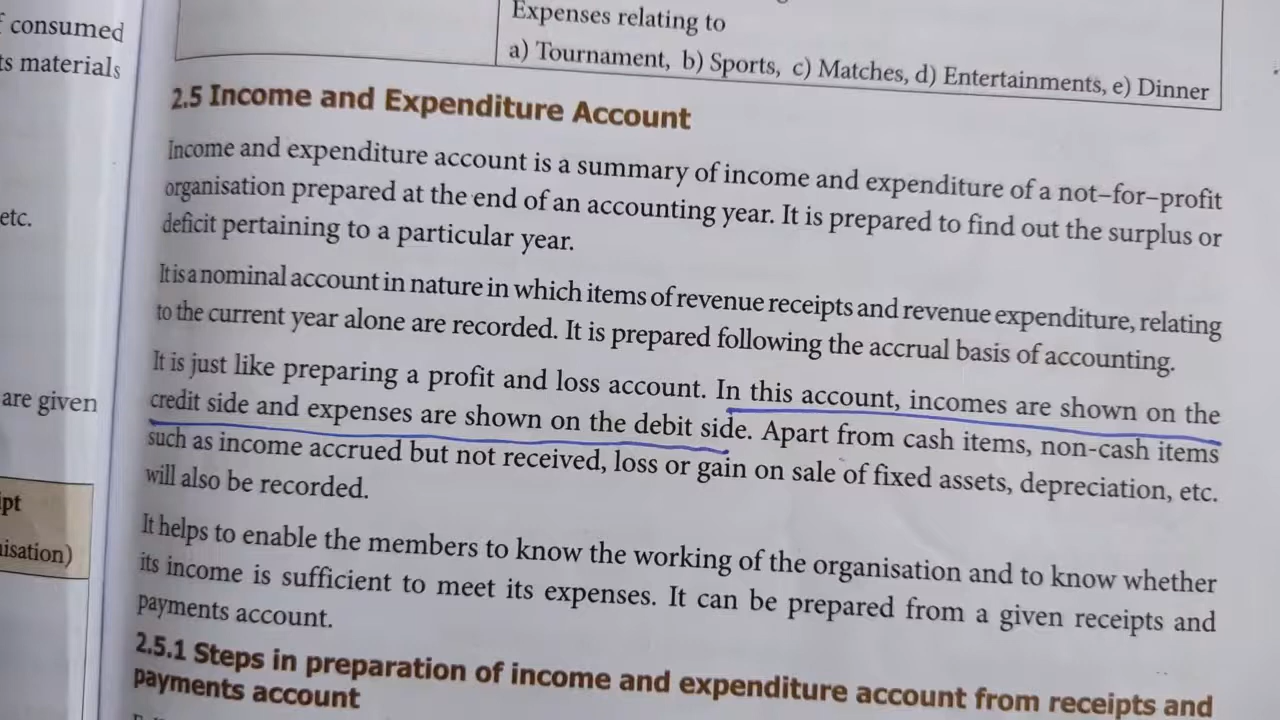 consumed
ts materials
etc.
are given
ipt
isation)
Expenses relating to
a) Tournament, b) Sports, c) Matches, d) Entertainments, e) Dinner
2.5 Income and Expenditure Account
Income and expenditure account is a summary of income and expenditure of a not–for–profit
organisation prepared at the end of an accounting year. It is prepared to find out the surplus or
deficit pertaining to a particular year.
It is a nominal account in nature in which items of revenue receipts and revenue expenditure, relating
to the current year alone are recorded. It is prepared following the accrual basis of accounting.
It is just like preparing a profit and loss account. In this account, incomes are shown on the
credit side and expenses are shown on the debit side. Apart from cash items, non-cash items
such as income accrued but not received, loss or gain on sale of fixed assets, depreciation, etc.
will also be recorded.
It helps to enable the members to know the working of the organisation and to know whether
its income is sufficient to meet its expenses. It can be prepared from a given receipts and
payments account.
2.5.1 Steps in preparation of income and expenditure account from receipts and
payments account